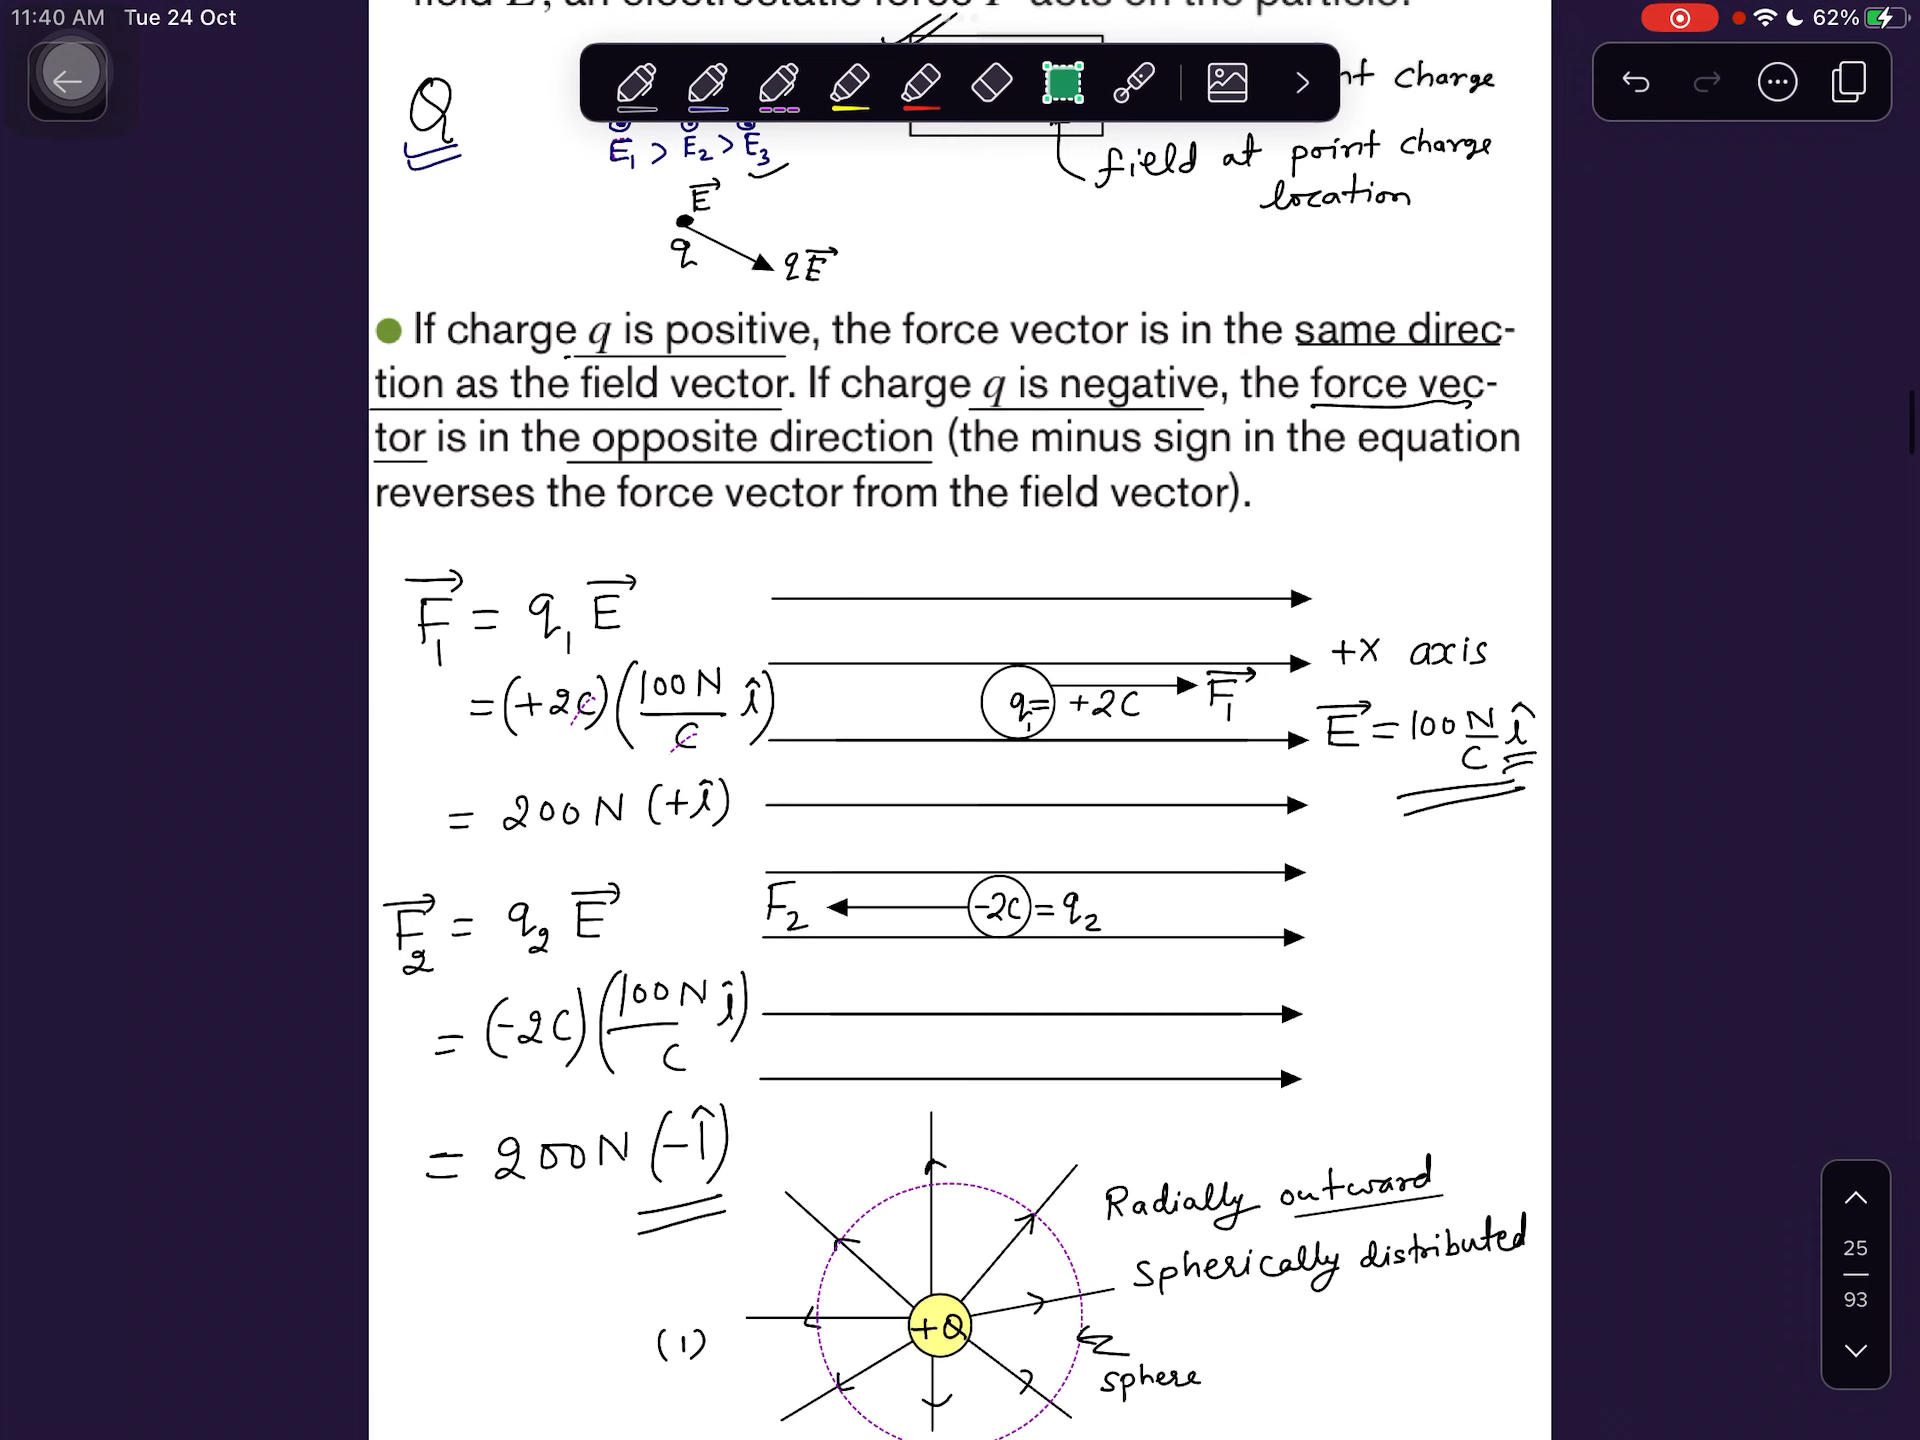 11:40 AM Tue 24 Oct
62%
Q
nt charge
E₁ > E₂ > E₃
field at point charge
location
E⃗
q
qE⃗
● If charge q is positive, the force vector is in the same direc-
tion as the field vector. If charge q is negative, the force vec-
tor is in the opposite direction (the minus sign in the equation
reverses the force vector from the field vector).
F⃗₁ = q₁ E⃗
= (+2C) (100 N/C î)
= 200 N (+î)
+X axis
q₁= +2C
F⃗₁
E⃗ = 100 N/C î
F₂
-2C = q₂
F⃗₂ = q₂ E⃗
= (-2C) (100 N/C î)
= 200 N (-î)
Radially outward
Spherically distributed
+Q
(1)
sphere
25
93